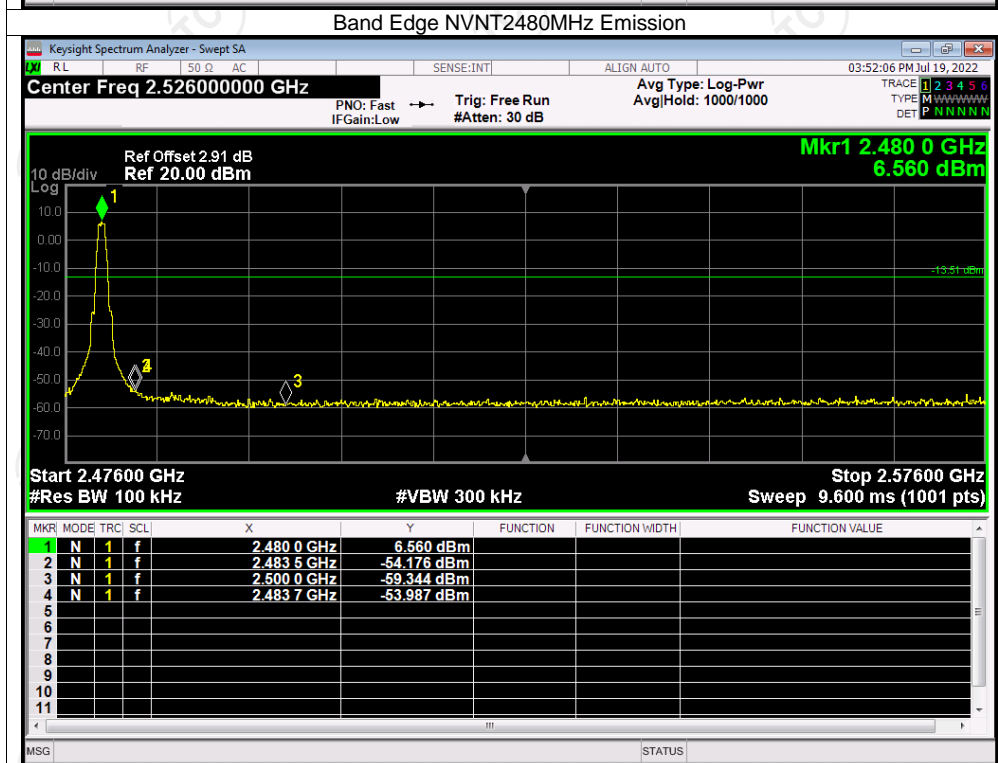 Band Edge NVNT2480MHz Emission
Keysight Spectrum Analyzer - Swept SA
LXI RL RF 50 Ω AC SENSE:INT ALIGN AUTO 03:52:06 PM Jul 19, 2022
Center Freq 2.526000000 GHz Avg Type: Log-Pwr TRACE 1 2 3 4 5 6
PNO: Fast Trig: Free Run Avg|Hold: 1000/1000 TYPE M WWWWW
IFGain:Low #Atten: 30 dB DET P N N N N N
Mkr1 2.480 0 GHz
Ref Offset 2.91 dB
10 dB/div Ref 20.00 dBm 6.560 dBm
Log
1
10.0
0.00
-10.0
-13.51 dBm
-20.0
-30.0
-40.0
2 4
-50.0
3
-60.0
-70.0
Start 2.47600 GHz Stop 2.57600 GHz
#Res BW 100 kHz #VBW 300 kHz Sweep 9.600 ms (1001 pts)
MKR MODE TRC SCL X Y FUNCTION FUNCTION WIDTH FUNCTION VALUE
1 N 1 f 2.480 0 GHz 6.560 dBm
2 N 1 f 2.483 5 GHz -54.176 dBm
3 N 1 f 2.500 0 GHz -59.344 dBm
4 N 1 f 2.483 7 GHz -53.987 dBm
5
6
7
8
9
10
11
MSG STATUS